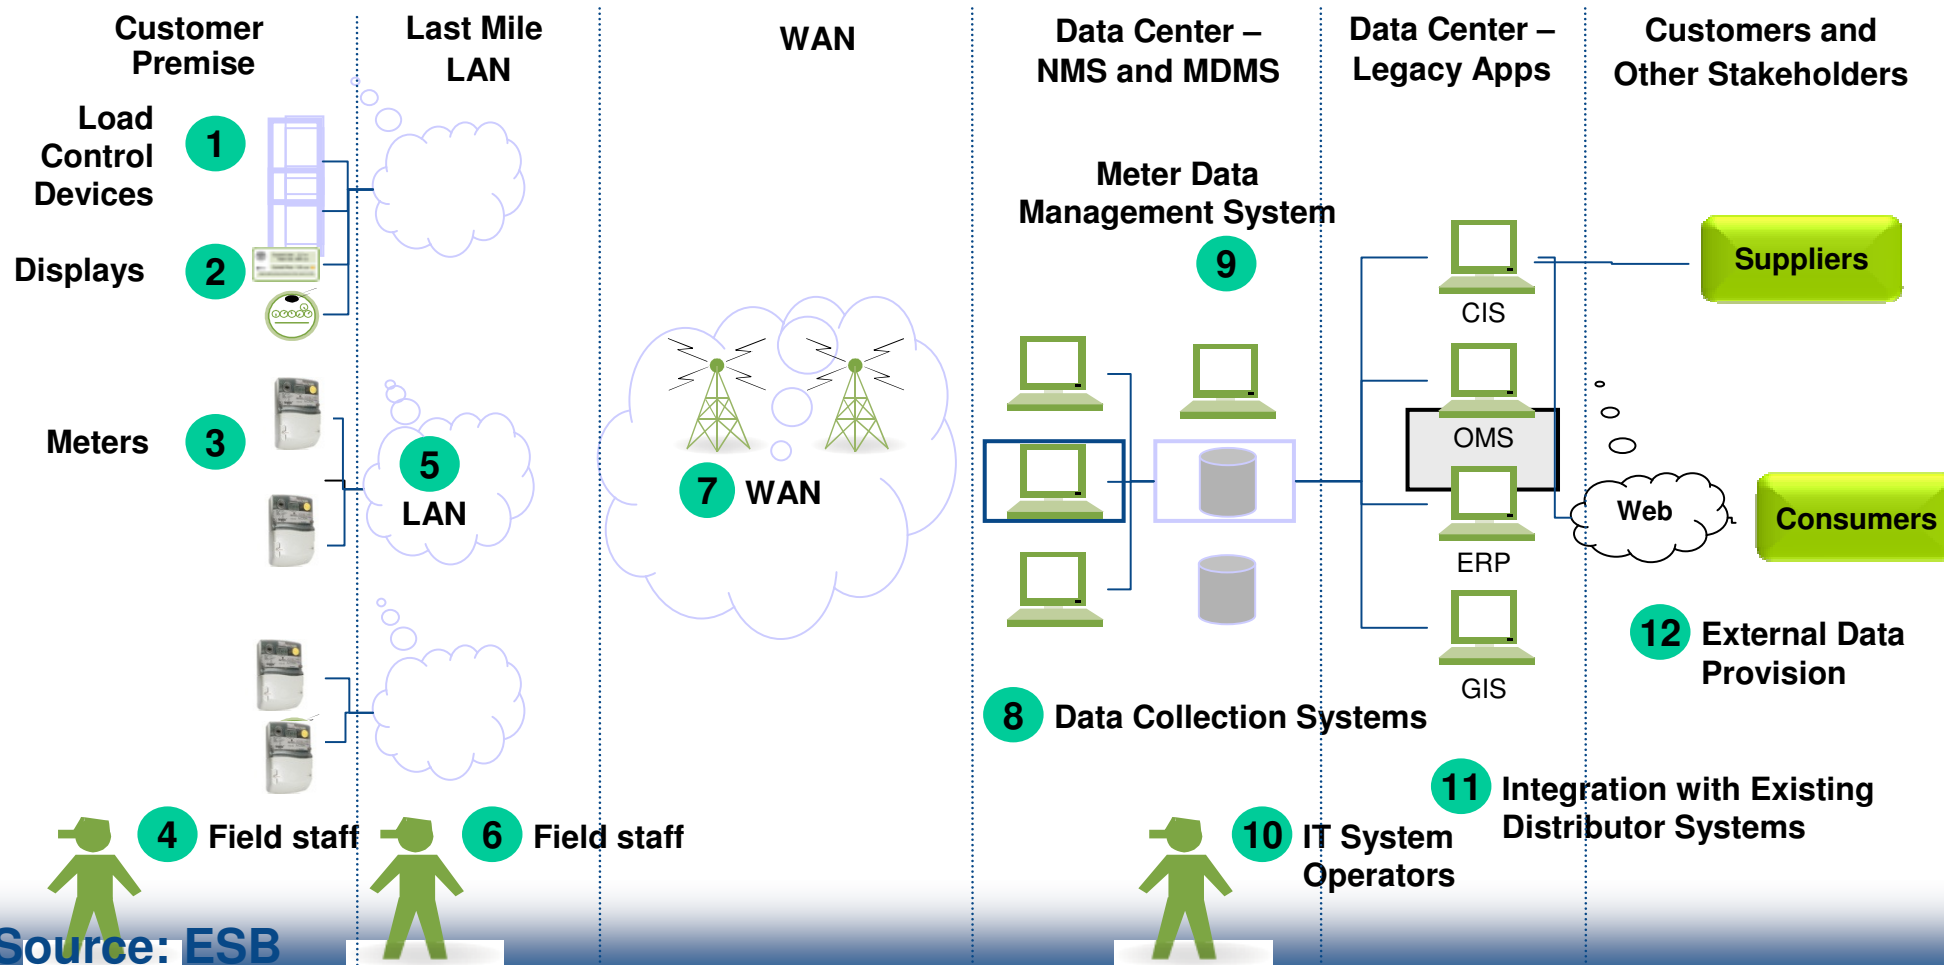 Customer
Premise
Last Mile
LAN
WAN
Data Center –
NMS and MDMS
Data Center –
Legacy Apps
Customers and
Other Stakeholders
Load
Control
Devices
1
Displays
2
Meters
3
4 Field staff
5
LAN
6 Field staff
7 WAN
Meter Data
Management System
9
8 Data Collection Systems
10 IT System
Operators
CIS
OMS
ERP
GIS
11 Integration with Existing
Distributor Systems
Suppliers
Web
Consumers
12 External Data
Provision
Source: ESB